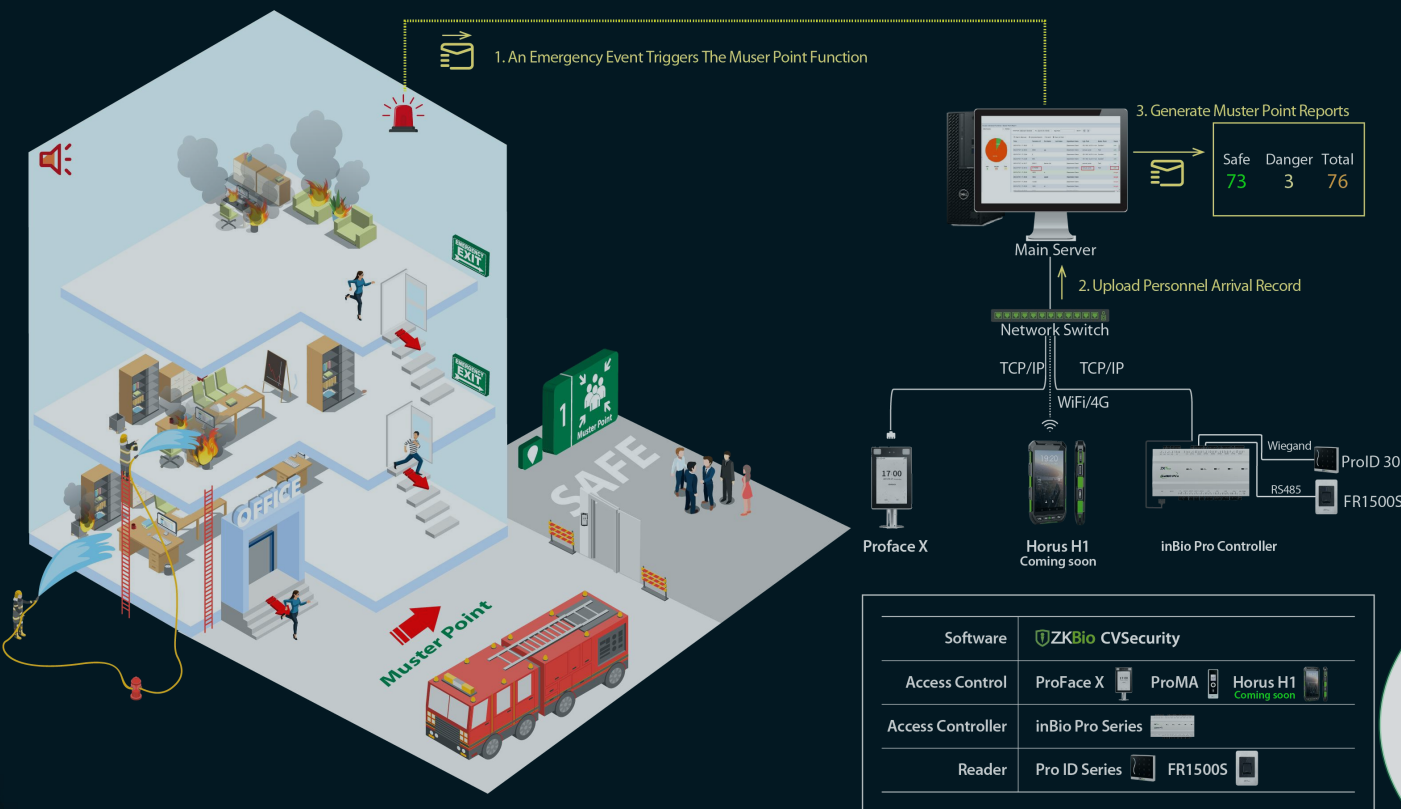 1. An Emergency Event Triggers The Muser Point Function
3. Generate Muster Point Reports
Safe Danger Total
73 3 76
Main Server
2. Upload Personnel Arrival Record
Network Switch
TCP/IP TCP/IP
WiFi/4G
EMERGENCY
EXIT
EMERGENCY
EXIT
1
Muster Point
SAFE
OFFICE
Muster Point
17:00
19:20
Wiegand
ProID 30
RS485
FR1500S
Proface X
Horus H1
Coming soon
inBio Pro Controller
Software ZKBio CVSecurity
Access Control ProFace X ProMA Horus H1
Coming soon
Access Controller inBio Pro Series
Reader Pro ID Series FR1500S